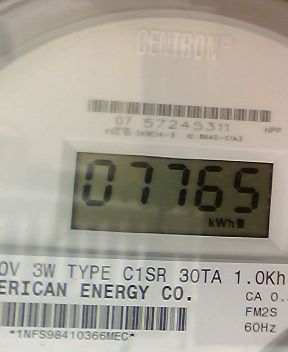 CENTRON®
07 57245311 HPP
07765
kWh
0V 3W TYPE C1SR 30TA 1.0Kh
ERICAN ENERGY CO. CA 0.
FM2S
*1NFS98410366MEC* 60Hz